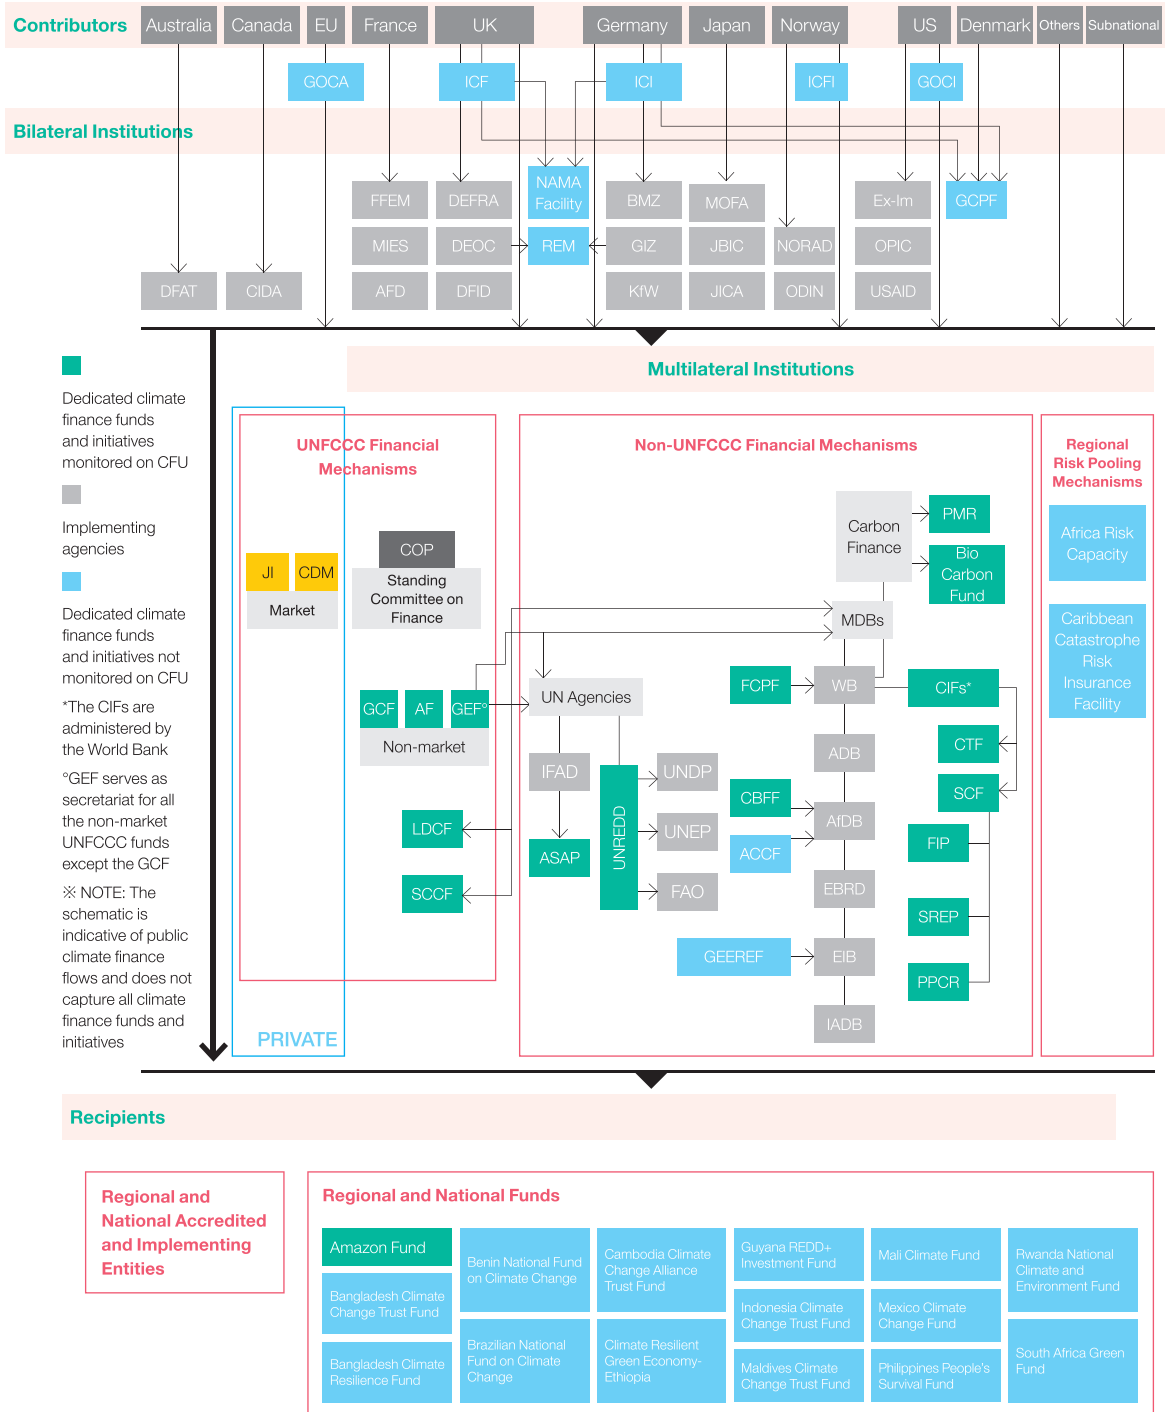 Contributors
Australia
Canada
EU
France
UK
Germany
Japan
Norway
US
Denmark
Others
Subnational
GOCA
ICF
ICI
ICFI
GOCI
Bilateral Institutions
NAMA
Facility
FFEM
DEFRA
BMZ
MOFA
Ex-Im
GCPF
MIES
DEOC
REM
GIZ
JBIC
NORAD
OPIC
DFAT
CIDA
AFD
DFID
KfW
JICA
ODIN
USAID
Multilateral Institutions
Dedicated climate
finance funds
and initiatives
monitored on CFU
Implementing
agencies
Dedicated climate
finance funds
and initiatives not
monitored on CFU
*The CIFs are
administered by
the World Bank
°GEF serves as
secretariat for all
the non-market
UNFCCC funds
except the GCF
※ NOTE: The
schematic is
indicative of public
climate finance
flows and does not
capture all climate
finance funds and
initiatives
UNFCCC Financial
Mechanisms
JI
CDM
Market
COP
Standing
Committee on
Finance
GCF
AF
GEF°
Non-market
LDCF
SCCF
PRIVATE
Non-UNFCCC Financial Mechanisms
Carbon
Finance
PMR
Bio
Carbon
Fund
MDBs
UN Agencies
FCPF
WB
CIFs*
IFAD
UNREDD
UNDP
ADB
CTF
CBFF
SCF
ASAP
UNEP
ACCF
AfDB
FIP
FAO
EBRD
SREP
GEEREF
EIB
PPCR
IADB
Regional
Risk Pooling
Mechanisms
Africa Risk
Capacity
Caribbean
Catastrophe
Risk
Insurance
Facility
Recipients
Regional and
National Accredited
and Implementing
Entities
Regional and National Funds
Amazon Fund
Bangladesh Climate
Change Trust Fund
Bangladesh Climate
Resilience Fund
Benin National Fund
on Climate Change
Brazilian National
Fund on Climate
Change
Cambodia Climate
Change Alliance
Trust Fund
Climate Resilient
Green Economy-
Ethiopia
Guyana REDD+
Investment Fund
Indonesia Climate
Change Trust Fund
Maldives Climate
Change Trust Fund
Mali Climate Fund
Mexico Climate
Change Fund
Philippines People's
Survival Fund
Rwanda National
Climate and
Environment Fund
South Africa Green
Fund